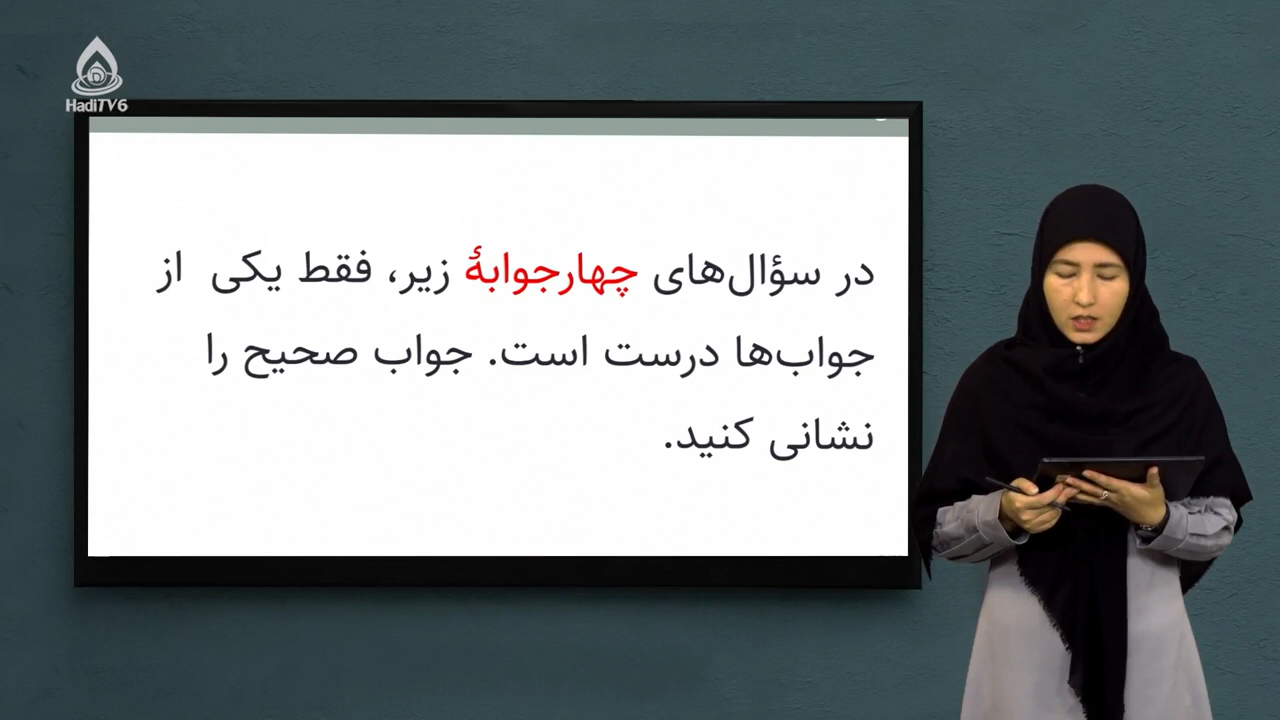 HadiTV6
در سؤال‌های چهارجوابهٔ زیر، فقط یکی از
جواب‌ها درست است. جواب صحیح را
نشانی کنید.